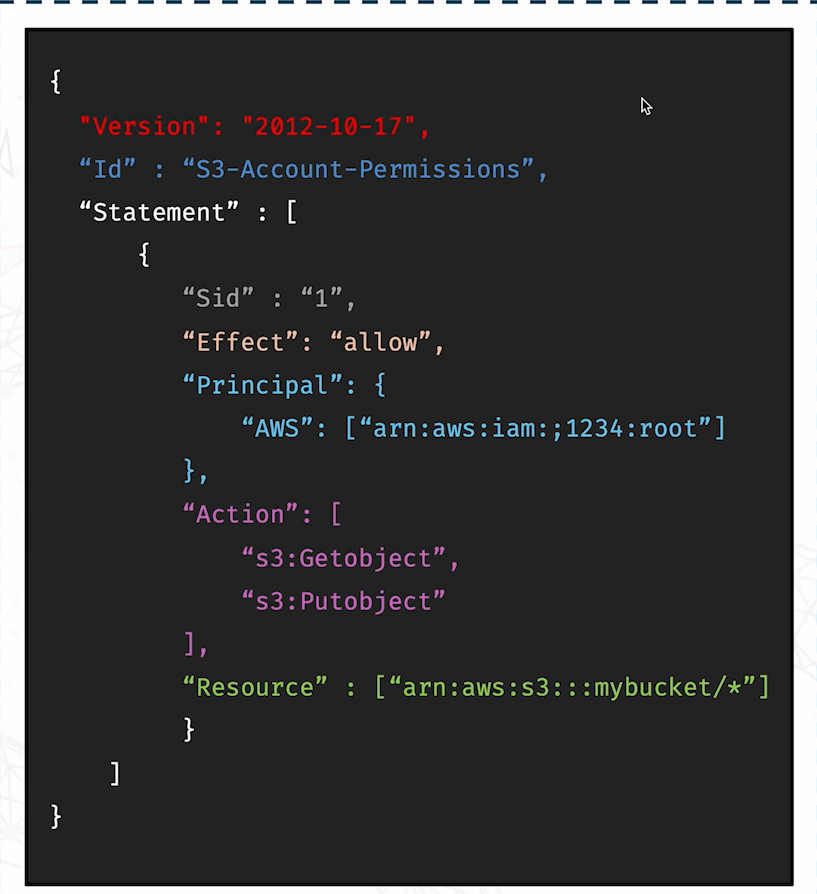 {
"Version": "2012-10-17",
“Id” : “S3-Account-Permissions”,
“Statement” : [
{
“Sid” : “1”,
“Effect”: “allow”,
“Principal”: {
“AWS”: [“arn:aws:iam:;1234:root”]
},
“Action”: [
“s3:Getobject”,
“s3:Putobject”
],
“Resource” : [“arn:aws:s3:::mybucket/*”]
}
]
}